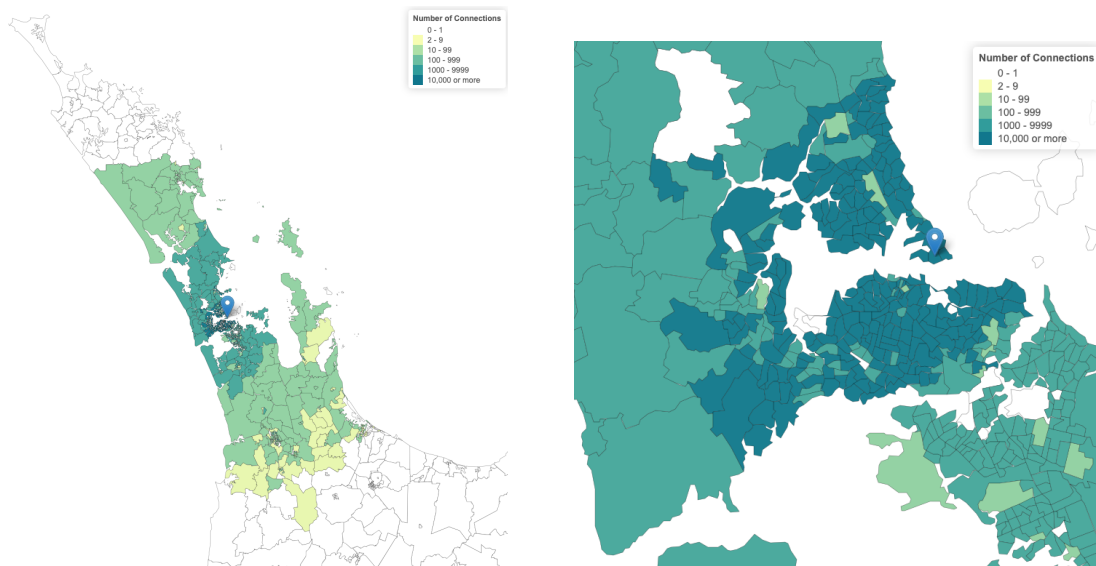 Number of Connections
0 - 1
2 - 9
10 - 99
100 - 999
1000 - 9999
10,000 or more
Number of Connections
0 - 1
2 - 9
10 - 99
100 - 999
1000 - 9999
10,000 or more